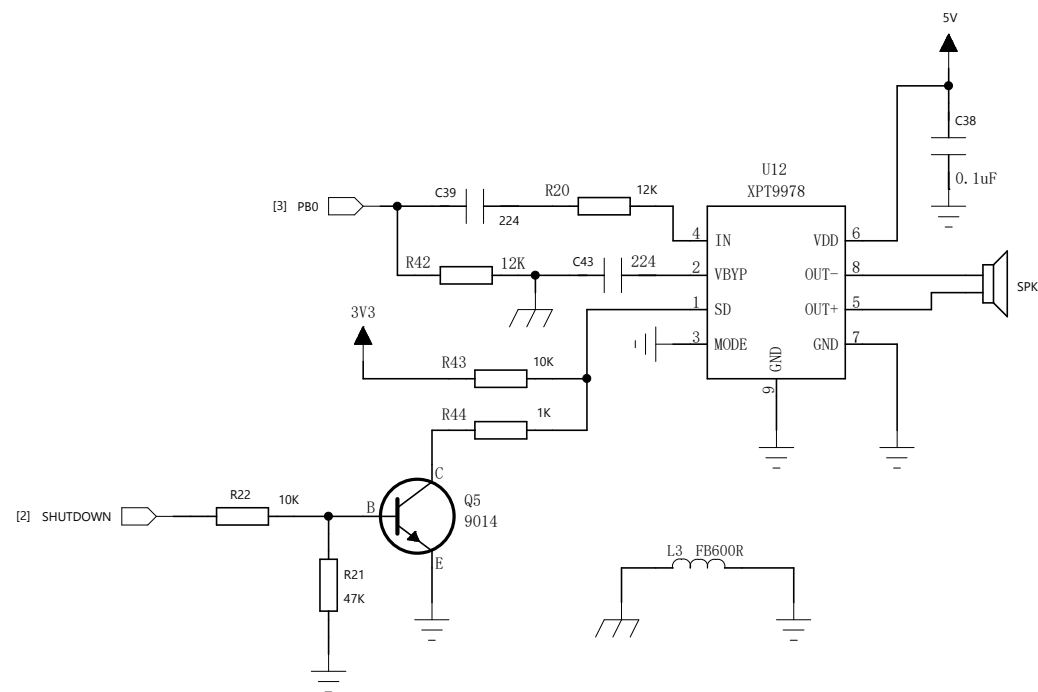 5V
C38
0.1uF
U12
XPT9978
C39
R20
12K
[3] PB0
224
4 IN
VDD 6
R42
12K
C43
224
2 VBYP
OUT- 8
SPK
3V3
1 SD
OUT+ 5
3 MODE
GND 7
GND
9
R43
10K
R44
1K
C
Q5
9014
B
E
R22
10K
[2] SHUTDOWN
R21
47K
L3 FB600R